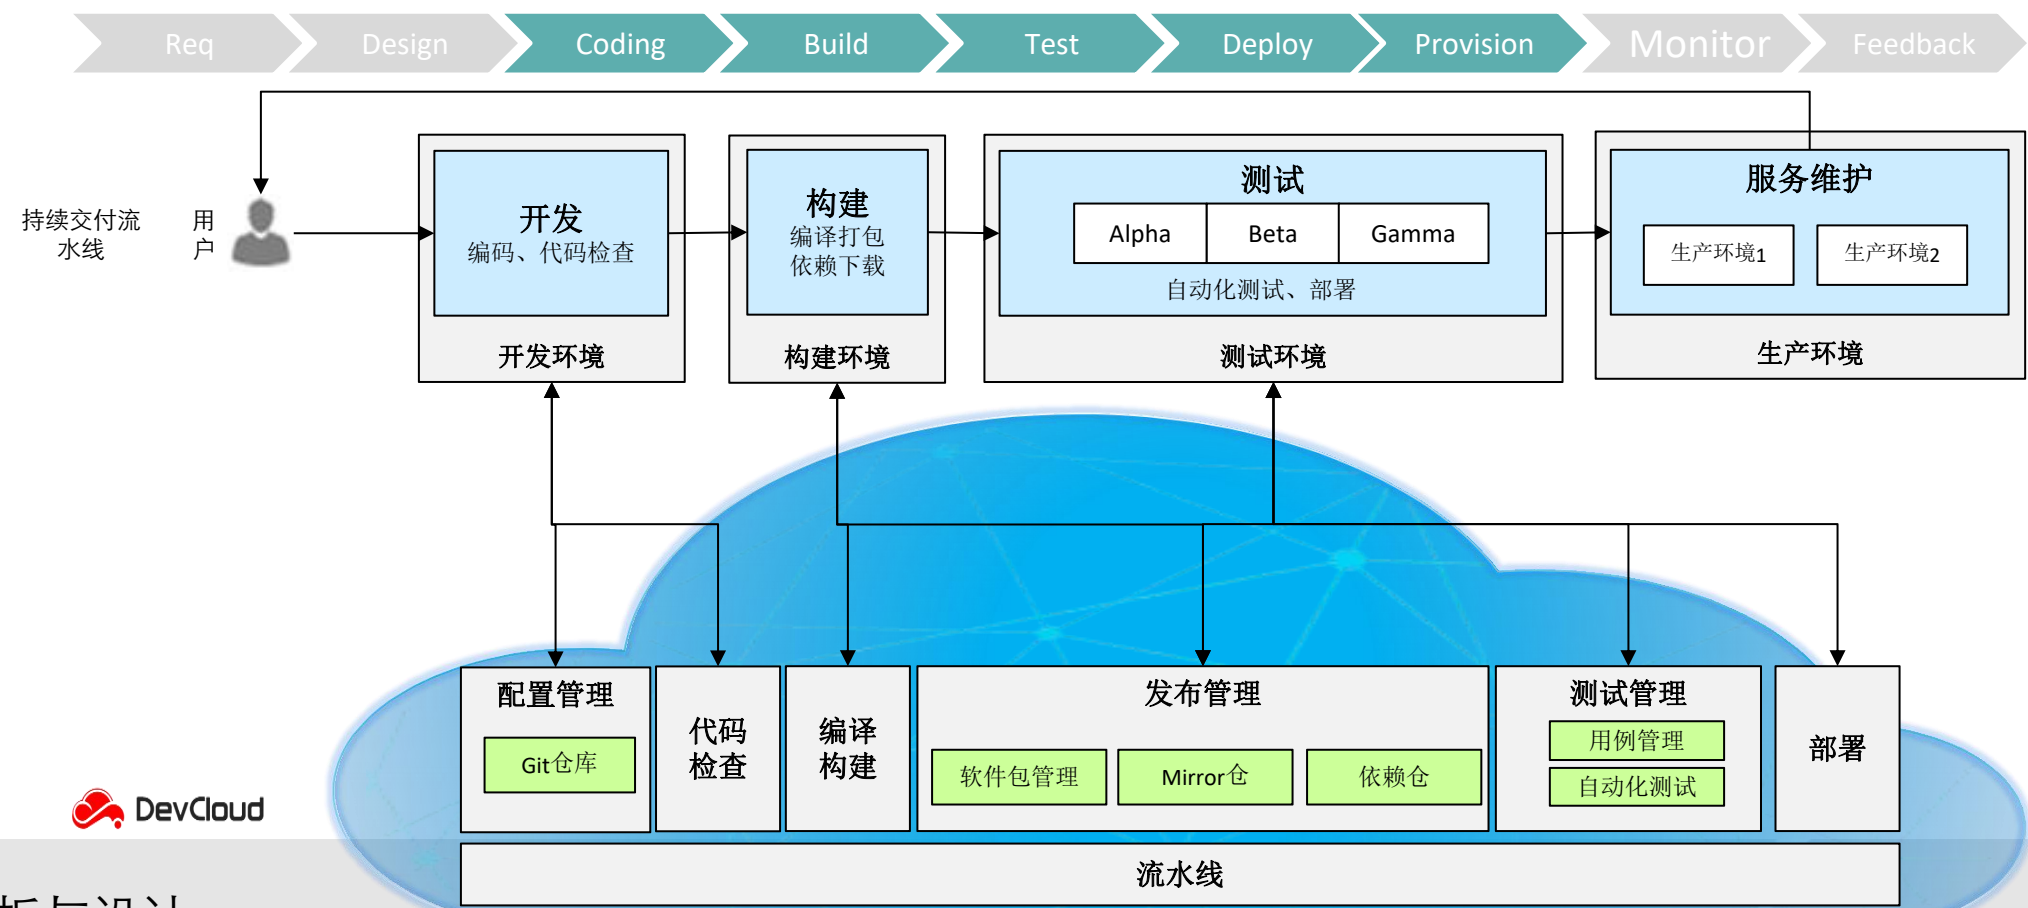 Req
Design
Coding
Build
Test
Deploy
Provision
Monitor
Feedback
持续交付流
水线
用
户
开发
编码、代码检查
开发环境
构建
编译打包
依赖下载
构建环境
测试
Alpha
Beta
Gamma
自动化测试、部署
测试环境
服务维护
生产环境1
生产环境2
生产环境
配置管理
Git仓库
代码
检查
编译
构建
发布管理
软件包管理
Mirror仓
依赖仓
测试管理
用例管理
自动化测试
部署
DevCloud
流水线